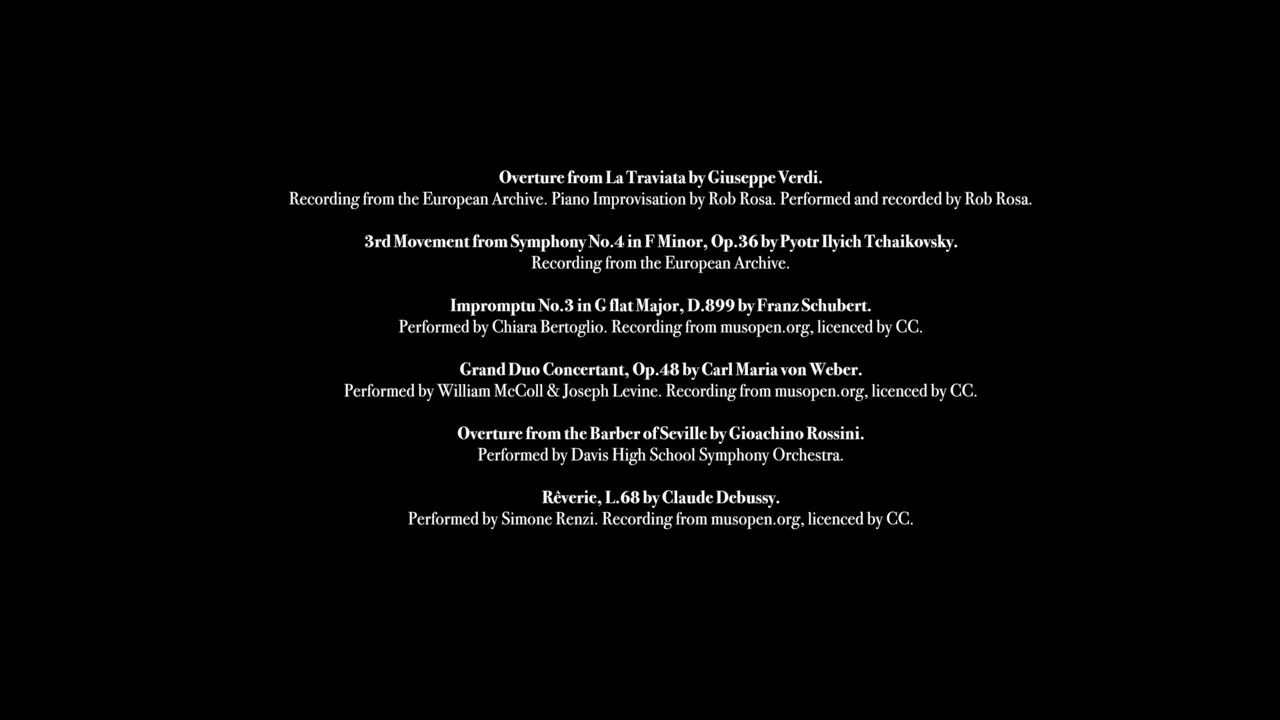 Overture from La Traviata by Giuseppe Verdi.
Recording from the European Archive. Piano Improvisation by Rob Rosa. Performed and recorded by Rob Rosa.
3rd Movement from Symphony No.4 in F Minor, Op.36 by Pyotr Ilyich Tchaikovsky.
Recording from the European Archive.
Impromptu No.3 in G flat Major, D.899 by Franz Schubert.
Performed by Chiara Bertoglio. Recording from musopen.org, licenced by CC.
Grand Duo Concertant, Op.48 by Carl Maria von Weber.
Performed by William McColl & Joseph Levine. Recording from musopen.org, licenced by CC.
Overture from the Barber of Seville by Gioachino Rossini.
Performed by Davis High School Symphony Orchestra.
Rêverie, L.68 by Claude Debussy.
Performed by Simone Renzi. Recording from musopen.org, licenced by CC.